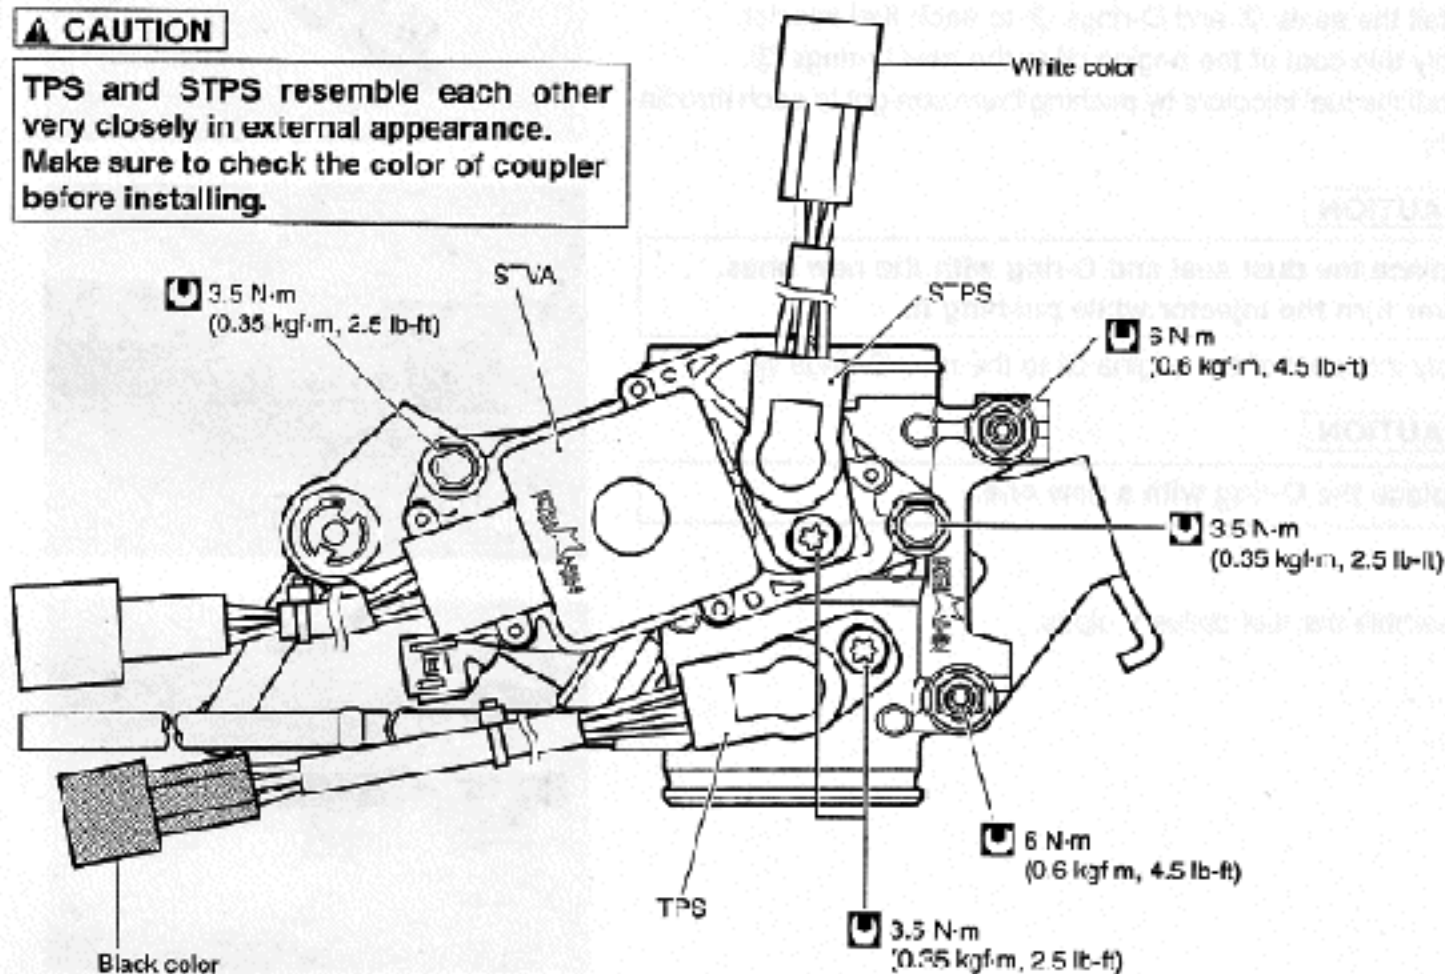 CAUTION
TPS and STPS resemble each other
very closely in external appearance.
Make sure to check the color of coupler
before installing.
White color
STVA
STPS
3.5 N·m
(0.35 kgf·m, 2.5 lb-ft)
6 N·m
(0.6 kgf·m, 4.5 lb-ft)
3.5 N·m
(0.35 kgf·m, 2.5 lb-ft)
6 N·m
(0.6 kgf·m, 4.5 lb-ft)
TPS
3.5 N·m
(0.35 kgf·m, 2.5 lb-ft)
Black color